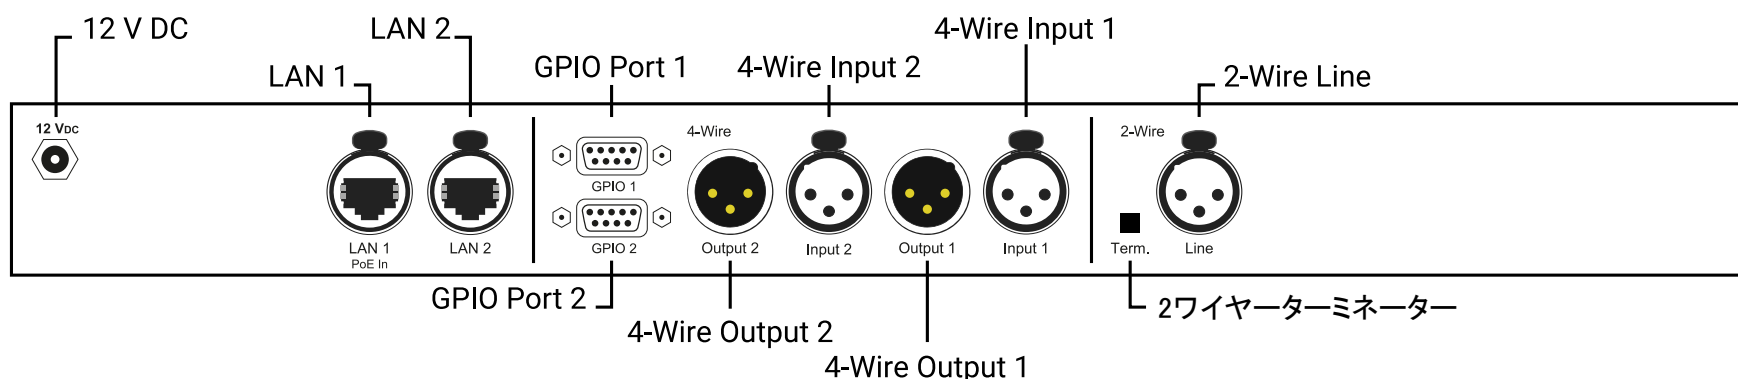 4-Wire Input 1
12 V DC
LAN 2
LAN 1
GPIO Port 1
4-Wire Input 2
2-Wire Line
12 VDC
4-Wire
2-Wire
GPIO 1
LAN 1
PoE In
LAN 2
GPIO 2
Output 2
Input 2
Output 1
Input 1
Term.
Line
GPIO Port 2
2ワイヤーターミネーター
4-Wire Output 2
4-Wire Output 1